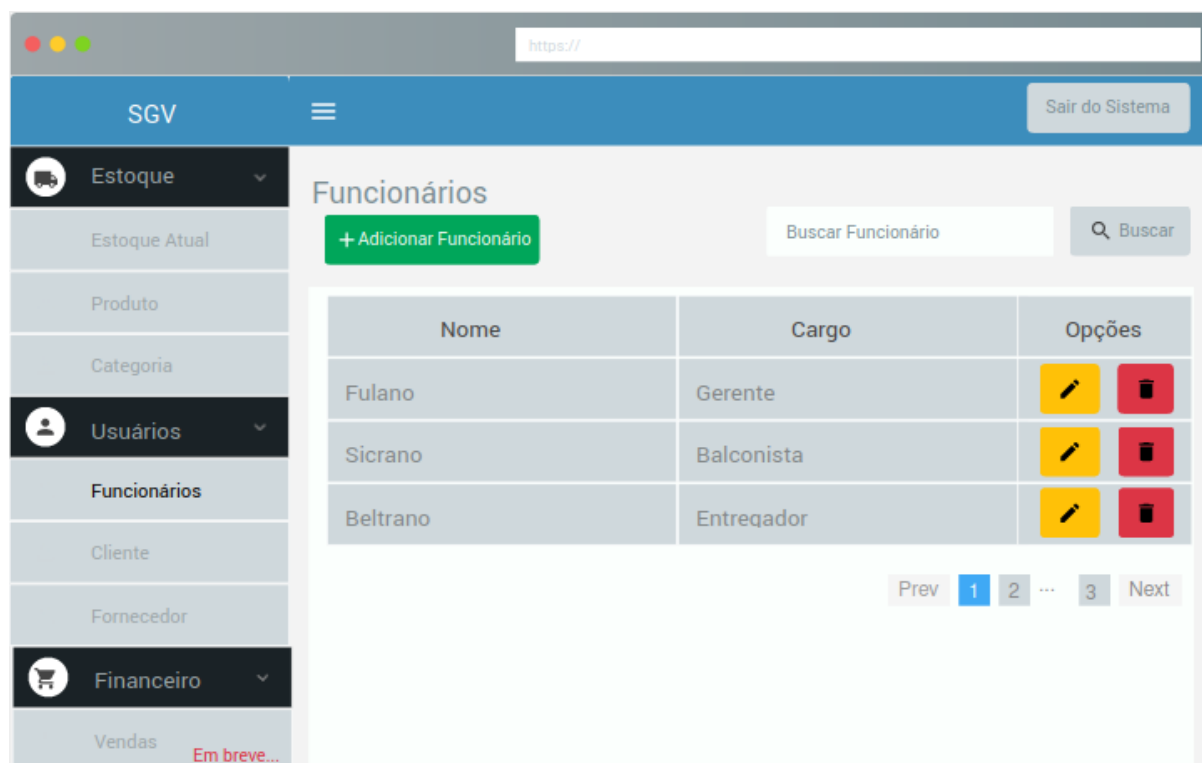 https://
SGV
Sair do Sistema
Estoque
Estoque Atual
Produto
Categoria
Usuários
Funcionários
Cliente
Fornecedor
Financeiro
Vendas
Em breve...
Funcionários
+ Adicionar Funcionário
Buscar Funcionário
Buscar
Nome Cargo Opções
Fulano Gerente
Sicrano Balconista
Beltrano Entregador
Prev 1 2 ... 3 Next